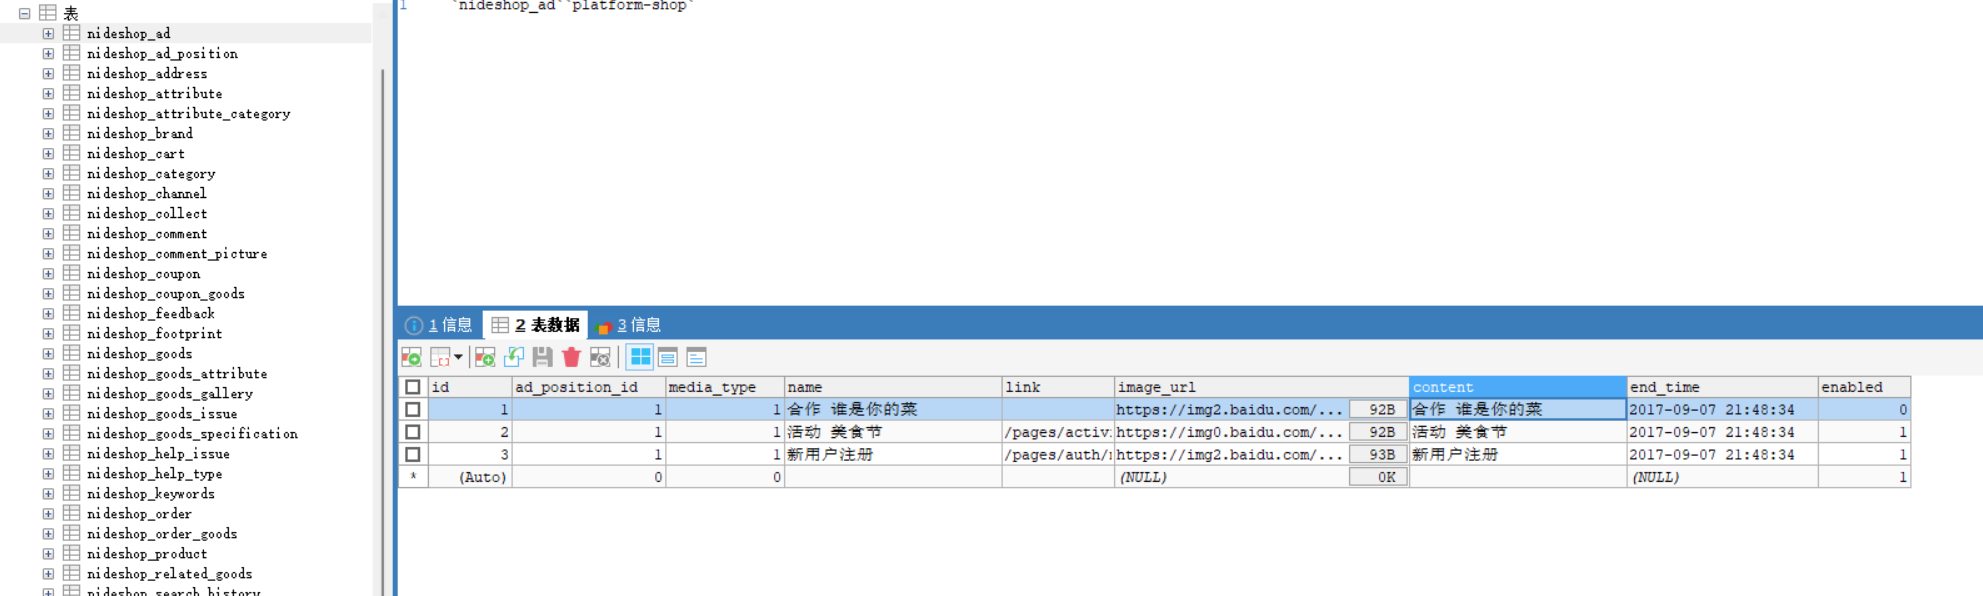 表
nideshop_ad
nideshop_ad_position
nideshop_address
nideshop_attribute
nideshop_attribute_category
nideshop_brand
nideshop_cart
nideshop_category
nideshop_channel
nideshop_collect
nideshop_comment
nideshop_comment_picture
nideshop_coupon
nideshop_coupon_goods
nideshop_feedback
nideshop_footprint
nideshop_goods
nideshop_goods_attribute
nideshop_goods_gallery
nideshop_goods_issue
nideshop_goods_specification
nideshop_help_issue
nideshop_help_type
nideshop_keywords
nideshop_order
nideshop_order_goods
nideshop_product
nideshop_related_goods
nideshop_search_history
1 `nideshop_ad``platform-shop`
1 信息 2 表数据 3 信息
id ad_position_id media_type name link image_url content end_time enabled
1 1 1 合作 谁是你的菜 https://img2.baidu.com/... 92B 合作 谁是你的菜 2017-09-07 21:48:34 0
2 1 1 活动 美食节 /pages/activ https://img0.baidu.com/... 92B 活动 美食节 2017-09-07 21:48:34 1
3 1 1 新用户注册 /pages/auth/ https://img2.baidu.com/... 93B 新用户注册 2017-09-07 21:48:34 1
* (Auto) 0 0 (NULL) 0K (NULL) 1